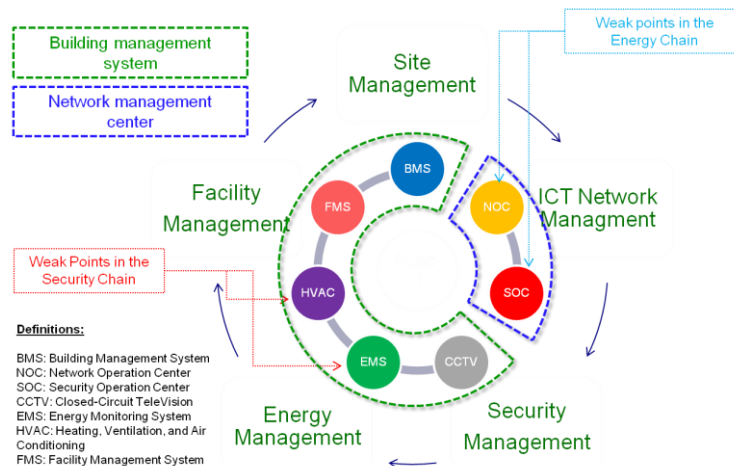 Building management
system
Network management
center
Weak points in the
Energy Chain
Site
Management
BMS
Facility
Management
FMS
NOC
ICT Network
Managment
Weak Points in the
Security Chain
HVAC
SOC
EMS
CCTV
Energy
Management
Security
Management
Definitions:
BMS: Building Management System
NOC: Network Operation Center
SOC: Security Operation Center
CCTV: Closed-Circuit TeleVision
EMS: Energy Monitoring System
HVAC: Heating, Ventilation, and Air
Conditioning
FMS: Facility Management System